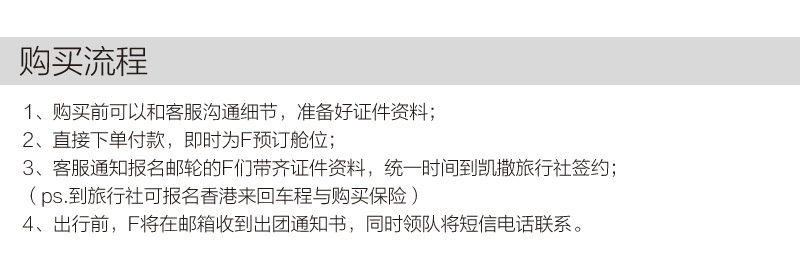 购买流程
1、购买前可以和客服沟通细节，准备好证件资料；
2、直接下单付款，即时为F预订舱位；
3、客服通知报名邮轮的F们带齐证件资料，统一时间到凯撒旅行社签约；
（ps.到旅行社可报名香港来回车程与购买保险）
4、出行前，F将在邮箱收到出团通知书，同时领队将短信电话联系。